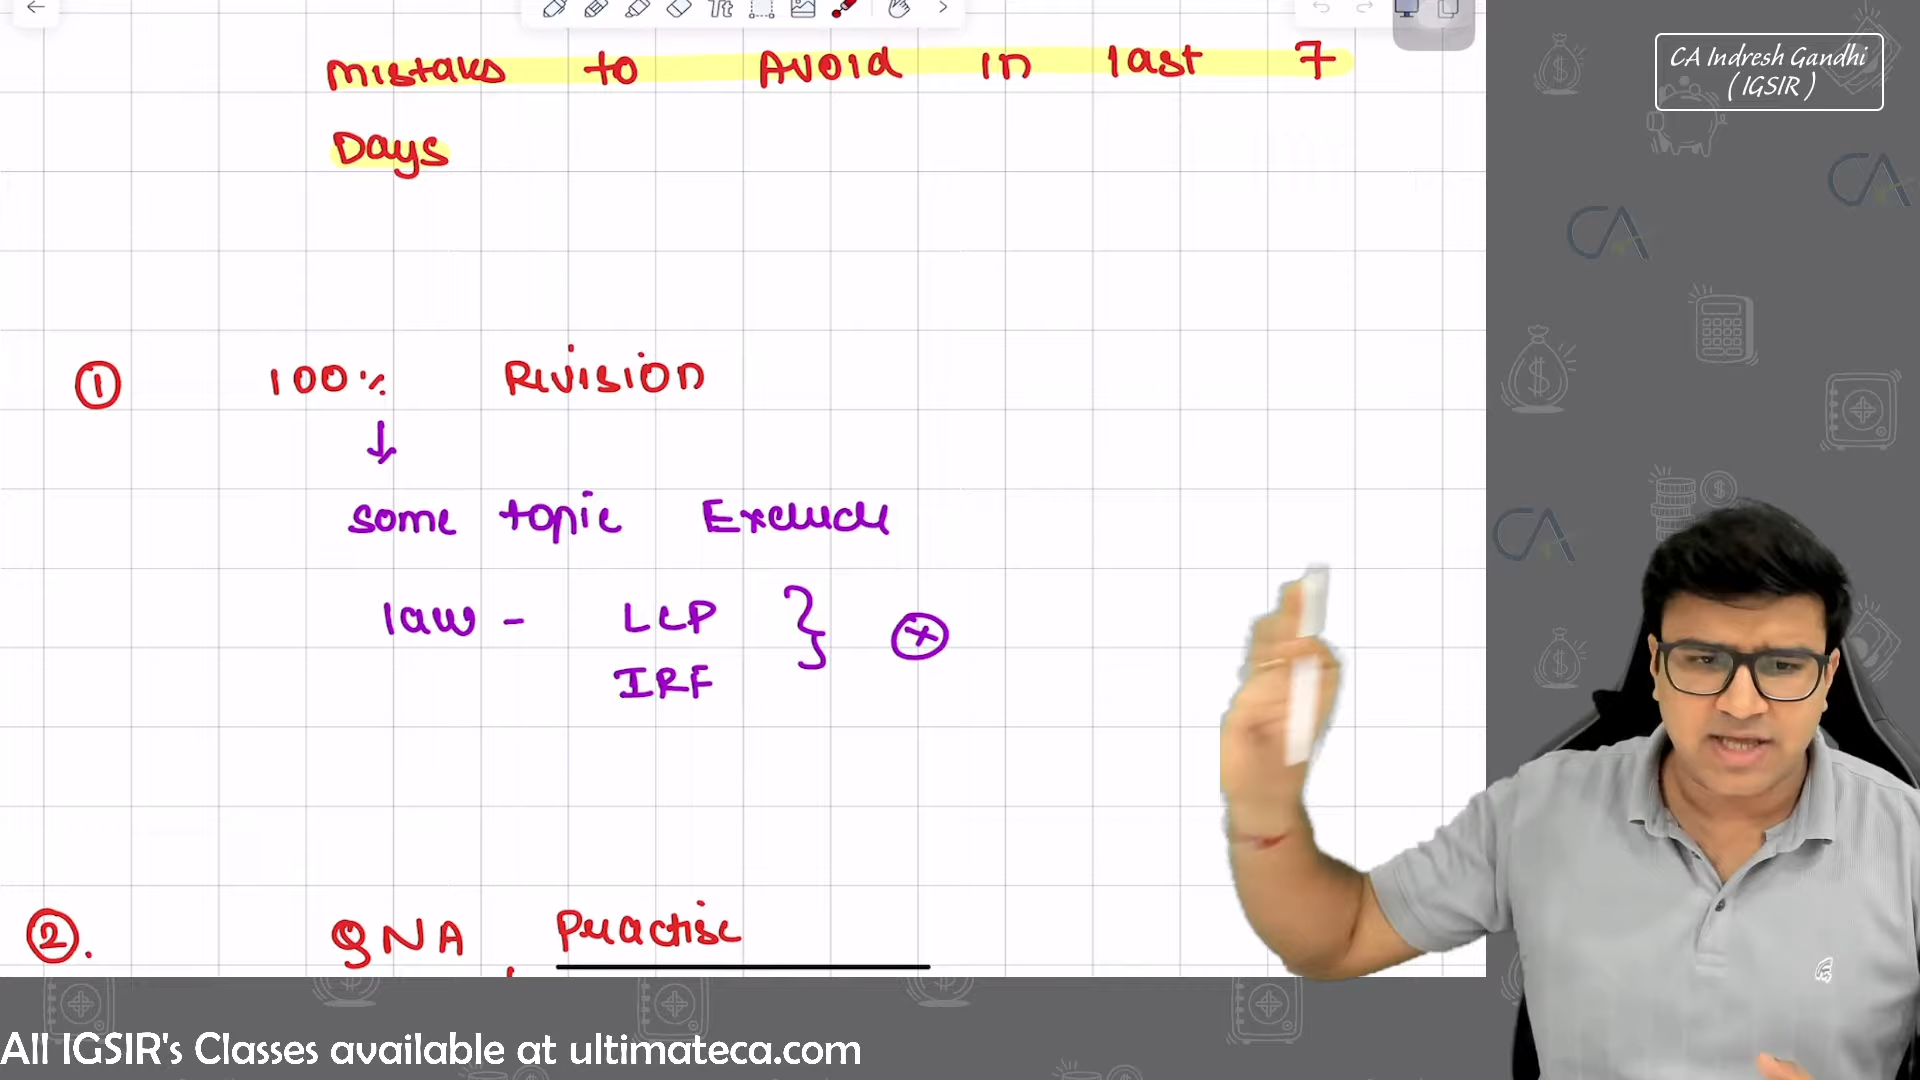 Mistakes to Avoid in last 7
Days
CA Indresh Gandhi
( IGSIR )
① 100% Revision
↓
some topic Exclude
law - LLP
IRF
②. QNA Practise
All IGSIR's Classes available at ultimateca.com